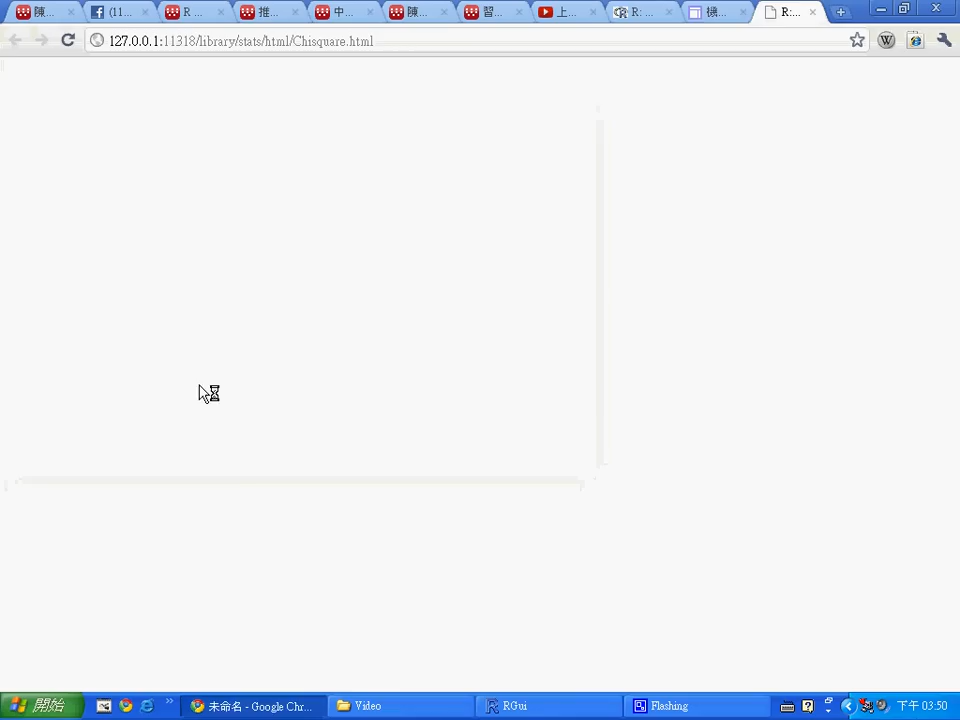 陳...
(11...
R ...
推...
中...
陳...
習...
上...
R: ...
機...
R:...
127.0.0.1:11318/library/stats/html/Chisquare.html
開始
未命名 - Google Chr...
Video
RGui
Flashing
下午 03:50